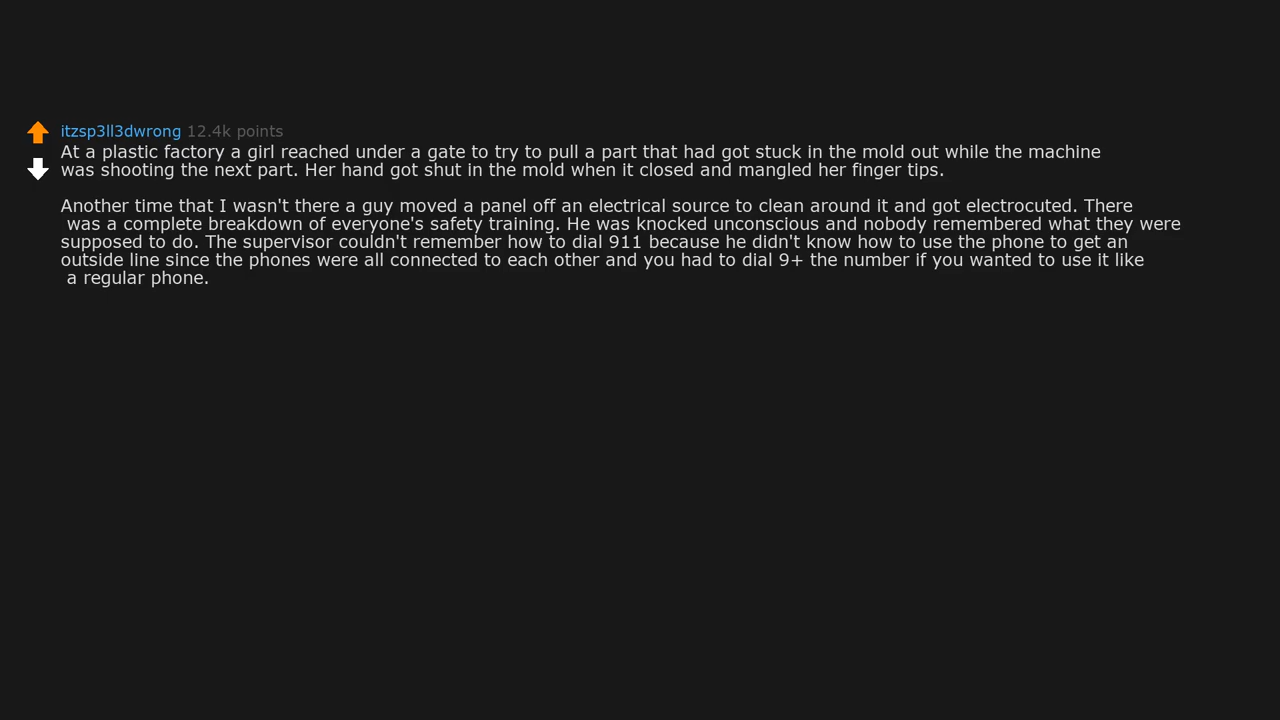 itzsp3ll3dwrong 12.4k points
At a plastic factory a girl reached under a gate to try to pull a part that had got stuck in the mold out while the machine
was shooting the next part. Her hand got shut in the mold when it closed and mangled her finger tips.
Another time that I wasn't there a guy moved a panel off an electrical source to clean around it and got electrocuted. There
was a complete breakdown of everyone's safety training. He was knocked unconscious and nobody remembered what they were
supposed to do. The supervisor couldn't remember how to dial 911 because he didn't know how to use the phone to get an
outside line since the phones were all connected to each other and you had to dial 9+ the number if you wanted to use it like
a regular phone.